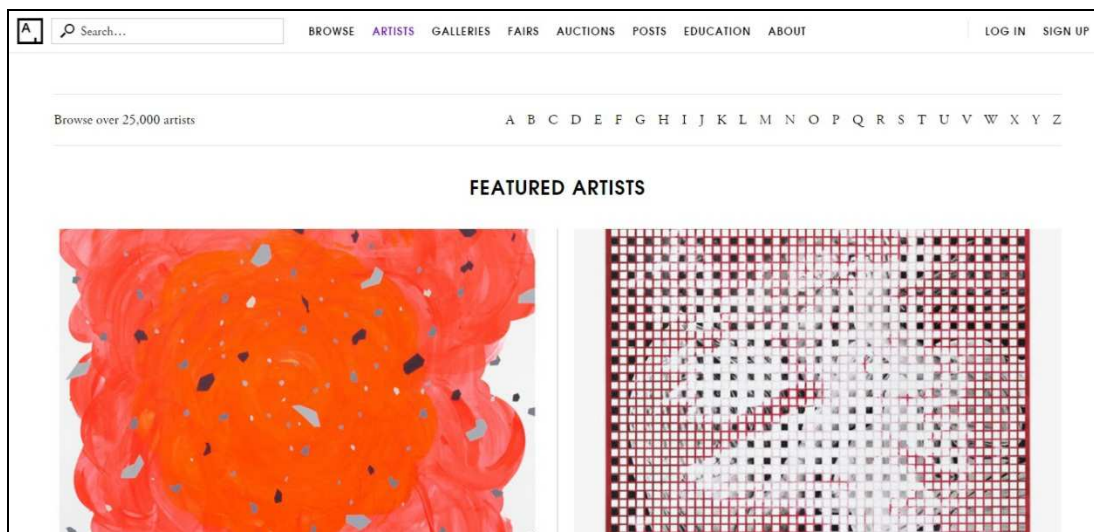 A
Search...
BROWSE ARTISTS GALLERIES FAIRS AUCTIONS POSTS EDUCATION ABOUT
LOG IN SIGN UP
Browse over 25,000 artists
A B C D E F G H I J K L M N O P Q R S T U V W X Y Z
FEATURED ARTISTS